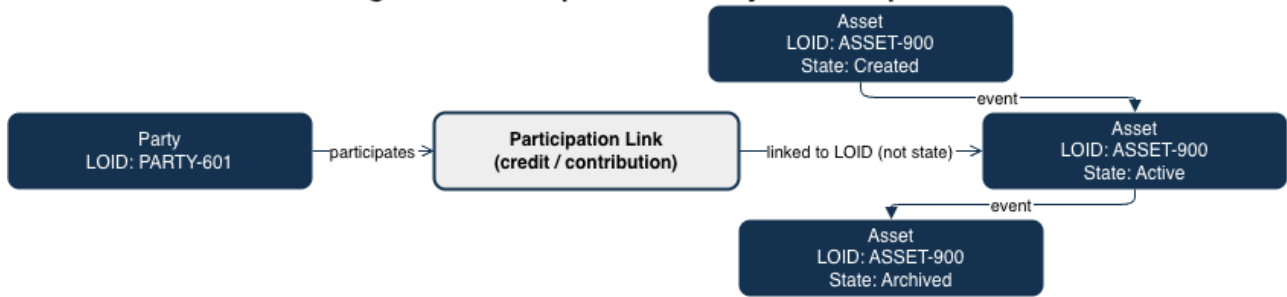 Asset
LOID: ASSET-900
State: Created
event
Party
LOID: PARTY-601
participates
Participation Link
(credit / contribution)
linked to LOID (not state)
Asset
LOID: ASSET-900
State: Active
event
Asset
LOID: ASSET-900
State: Archived